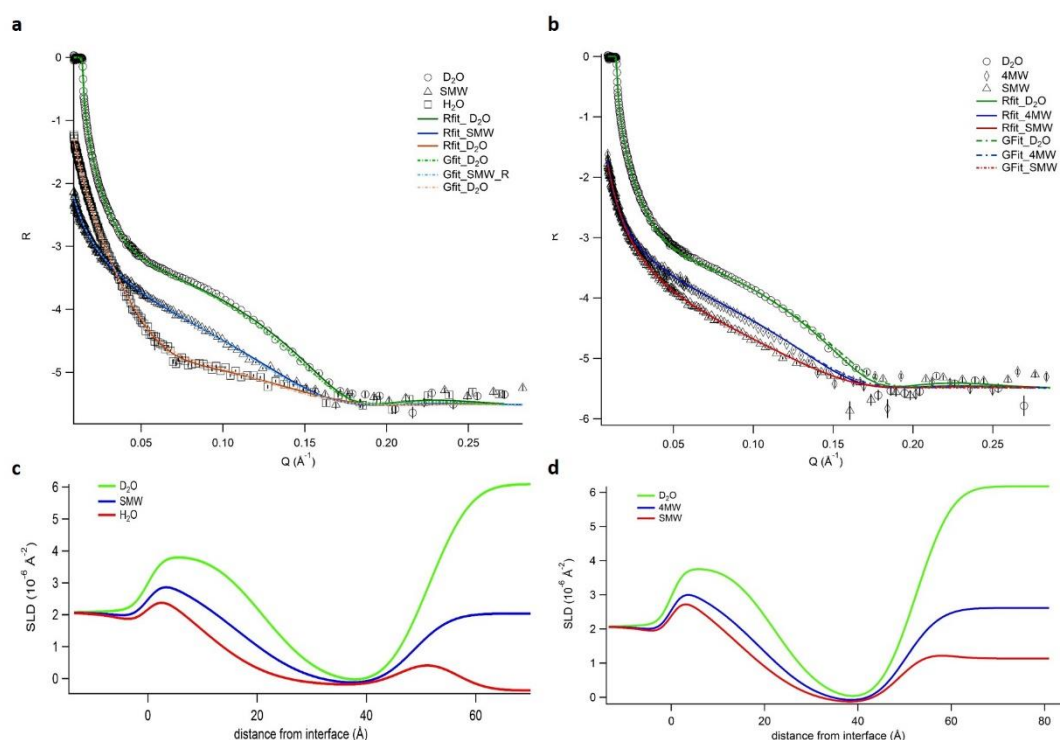 a
0
-1
-2
-3
-4
-5
R
0.05 0.10 0.15 0.20 0.25
Q (Å⁻¹)
D₂O
SMW
H₂O
Rfit_ D₂O
Rfit_SMW
Rfit_D₂O
Gfit_D₂O
Gfit_SMW_R
Gfit_D₂O
b
0
-1
-2
-3
-4
-5
-6
0.05 0.10 0.15 0.20 0.25
Q (Å⁻¹)
D₂O
4MW
SMW
Rfit_D₂O
Rfit_4MW
Rfit_SMW
GFit_D₂O
GFit_4MW
GFit_SMW
c
6
5
4
3
2
1
0
SLD (10⁻⁶ Å⁻²)
D₂O
SMW
H₂O
0 20 40 60
distance from interface (Å)
d
6
5
4
3
2
1
0
SLD (10⁻⁶ Å⁻²)
D₂O
4MW
SMW
0 20 40 60 80
distance from interface (Å)